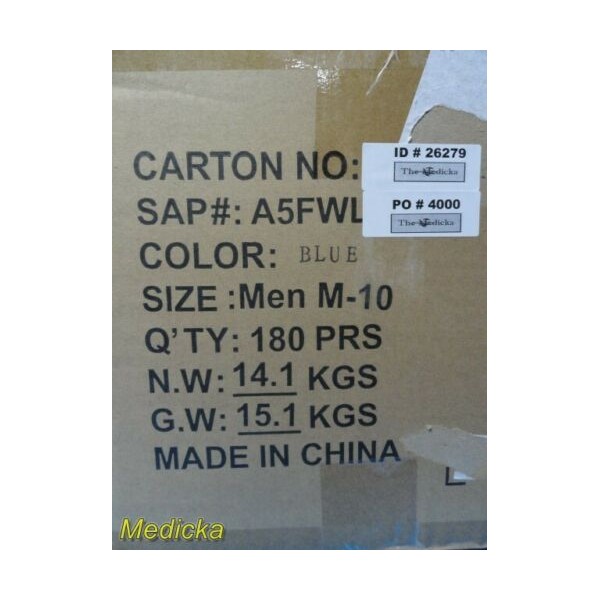 CARTON NO:
ID # 26279
The Medicka
SAP#: A5FWL
PO # 4000
The Medicka
COLOR: BLUE
SIZE :Men M-10
Q'TY: 180 PRS
N.W: 14.1 KGS
G.W: 15.1 KGS
MADE IN CHINA
Medicka